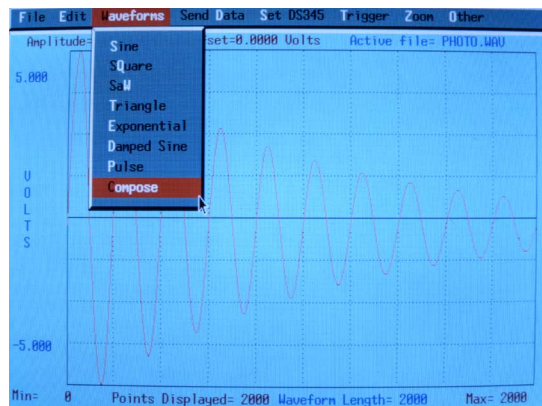 File Edit Waveforms Send Data Set DS345 Trigger Zoom Other
Amplitude= set=0.0000 Volts Active file= PHOTO.WAV
Sine
SQuare
SaW
Triangle
Exponential
Damped Sine
Pulse
Compose
5.000
VOLTS
-5.000
Min= 0 Points Displayed= 2000 Waveform Length= 2000 Max= 2000